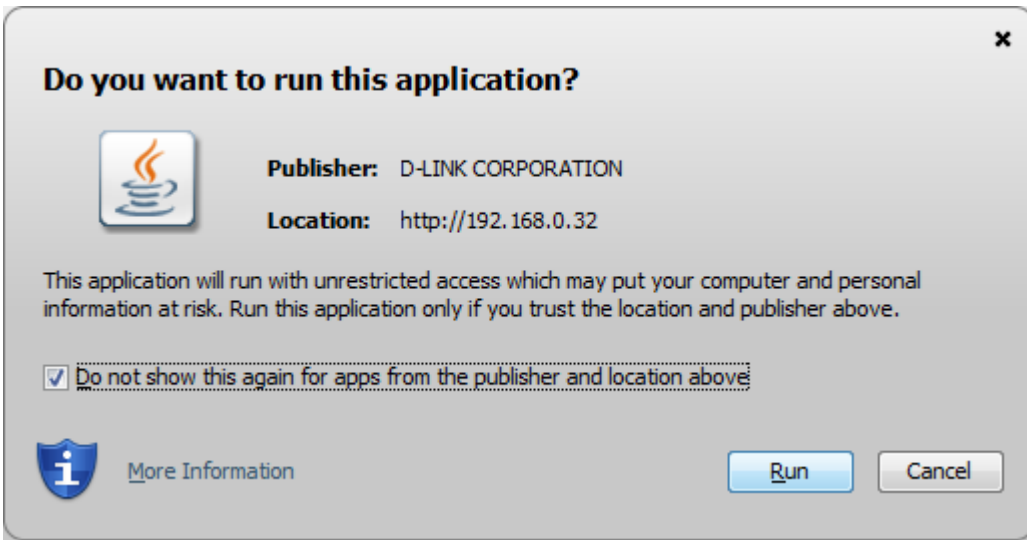 Do you want to run this application?
Publisher: D-LINK CORPORATION
Location: http://192.168.0.32
This application will run with unrestricted access which may put your computer and personal
information at risk. Run this application only if you trust the location and publisher above.
Do not show this again for apps from the publisher and location above
More Information
Run
Cancel